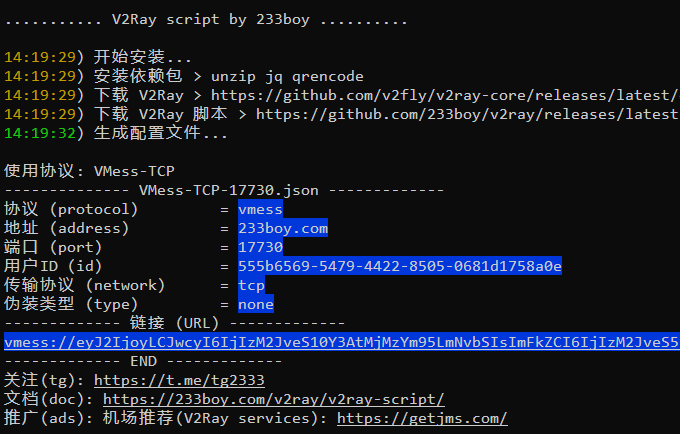 ........... V2Ray script by 233boy ..........
14:19:29) 开始安装...
14:19:29) 安装依赖包 > unzip jq qrencode
14:19:29) 下载 V2Ray > https://github.com/v2fly/v2ray-core/releases/latest/
14:19:29) 下载 V2Ray 脚本 > https://github.com/233boy/v2ray/releases/latest
14:19:32) 生成配置文件...
使用协议: VMess-TCP
-------------- VMess-TCP-17730.json -------------
协议 (protocol) = vmess
地址 (address) = 233boy.com
端口 (port) = 17730
用户ID (id) = 555b6569-5479-4422-8505-0681d1758a0e
传输协议 (network) = tcp
伪装类型 (type) = none
------------- 链接 (URL) -------------
vmess://eyJ2IjoyLCJwcyI6IjIzM2JveS10Y3AtMjMzYm95LmNvbSIsImFkZCI6IjIzM2JveS5
------------- END -------------
关注(tg): https://t.me/tg2333
文档(doc): https://233boy.com/v2ray/v2ray-script/
推广(ads): 机场推荐(V2Ray services): https://getjms.com/